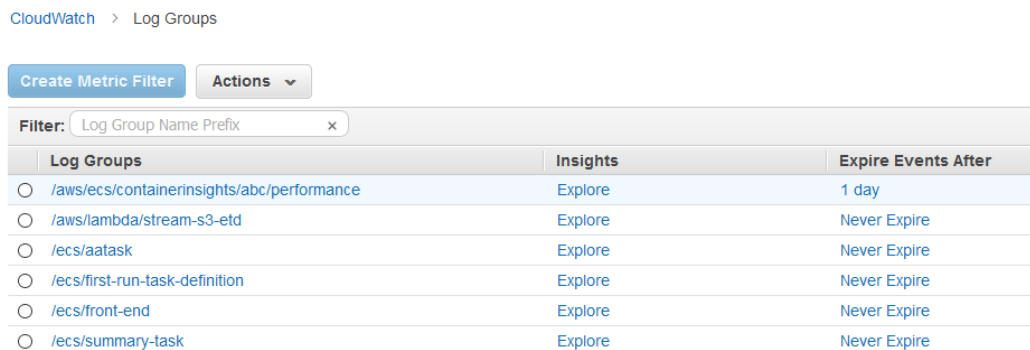 CloudWatch > Log Groups
Create Metric Filter Actions
Filter: Log Group Name Prefix ×
Log Groups Insights Expire Events After
/aws/ecs/containerinsights/abc/performance Explore 1 day
/aws/lambda/stream-s3-etd Explore Never Expire
/ecs/aatask Explore Never Expire
/ecs/first-run-task-definition Explore Never Expire
/ecs/front-end Explore Never Expire
/ecs/summary-task Explore Never Expire